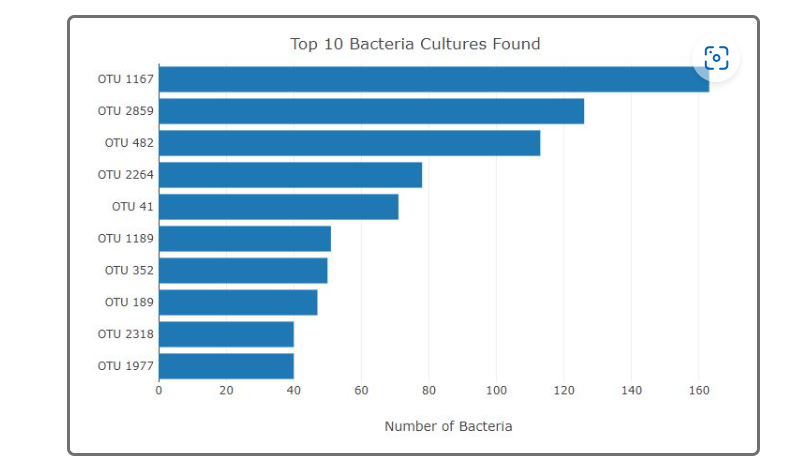 Top 10 Bacteria Cultures Found
OTU 1167
OTU 2859
OTU 482
OTU 2264
OTU 41
OTU 1189
OTU 352
OTU 189
OTU 2318
OTU 1977
0 20 40 60 80 100 120 140 160
Number of Bacteria